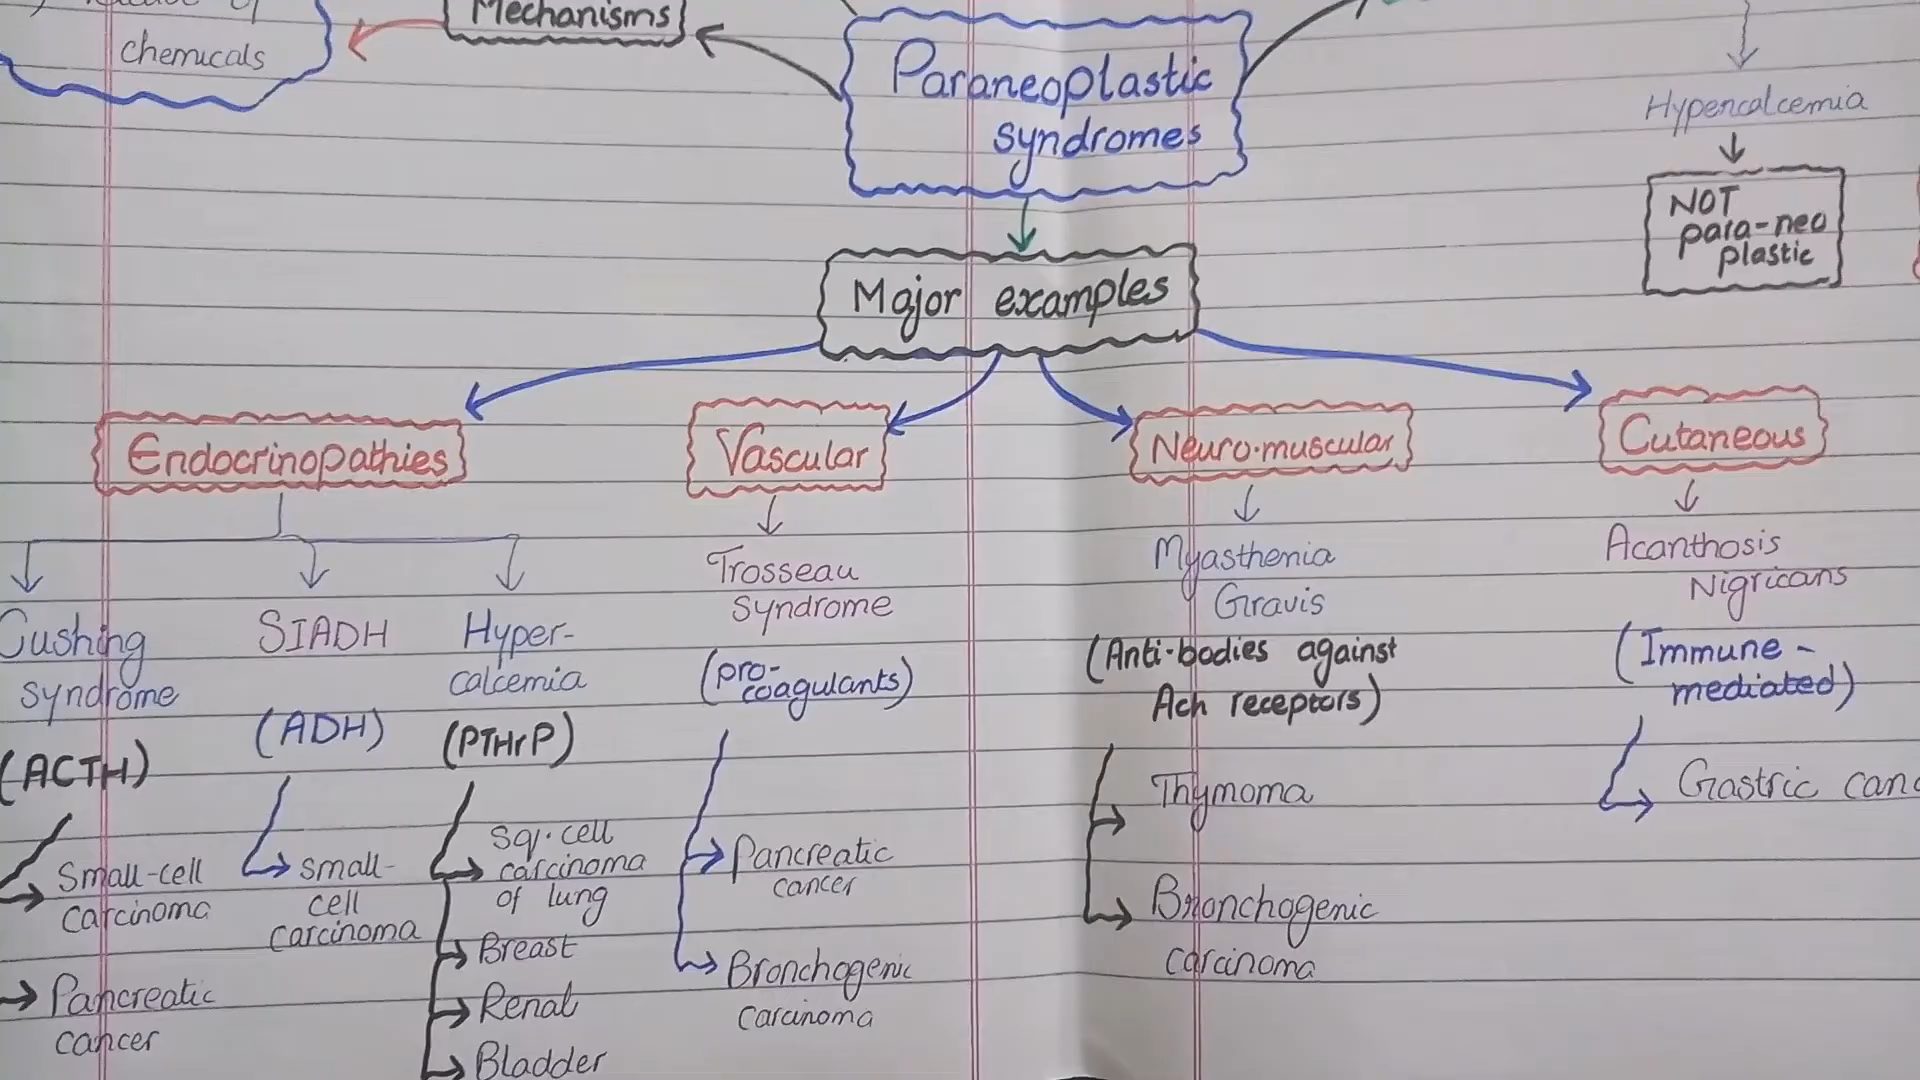 chemicals
Mechanisms
Paraneoplastic
syndromes
Hypercalcemia
NOT
para-neo
plastic
Major examples
Endocrinopathies
Vascular
Neuro.muscular
Cutaneous
Cushing
syndrome
(ACTH)
Small-cell
carcinoma
Pancreatic
cancer
SIADH
(ADH)
small-
cell
carcinoma
Hyper-
calcemia
(PTHrP)
Sq. cell
carcinoma
of lung
Breast
Renal
Bladder
Trosseau
Syndrome
(pro-
coagulants)
Pancreatic
cancer
Bronchogenic
carcinoma
Myasthenia
Gravis
(Anti-bodies against
Ach receptors)
Thymoma
Bronchogenic
carcinoma
Acanthosis
Nigricans
(Immune-
mediated)
Gastric canc